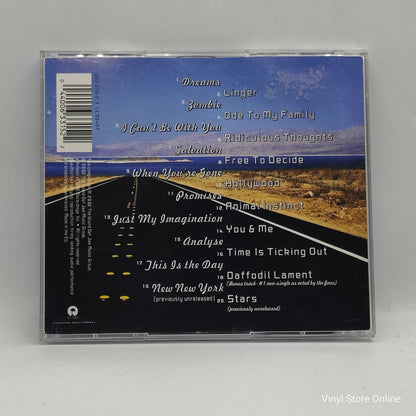 1. Dreams
2. Linger
3. Zombie
4. Ode To My Family
5. I Can't Be With You
6. Ridiculous Thoughts
7. Salvation
8. Free To Decide
9. When You're Gone
10. Hollywood
11. Promises
12. Animal Instinct
13. Just My Imagination
14. You & Me
15. Analyse
16. Time Is Ticking Out
17. This Is the Day
18. Daffodil Lament
(Bonus track - #1 non-single as voted by the fans)
19. New New York
(previously unreleased)
20. Stars
(previously unreleased)
Vinyl Store Online